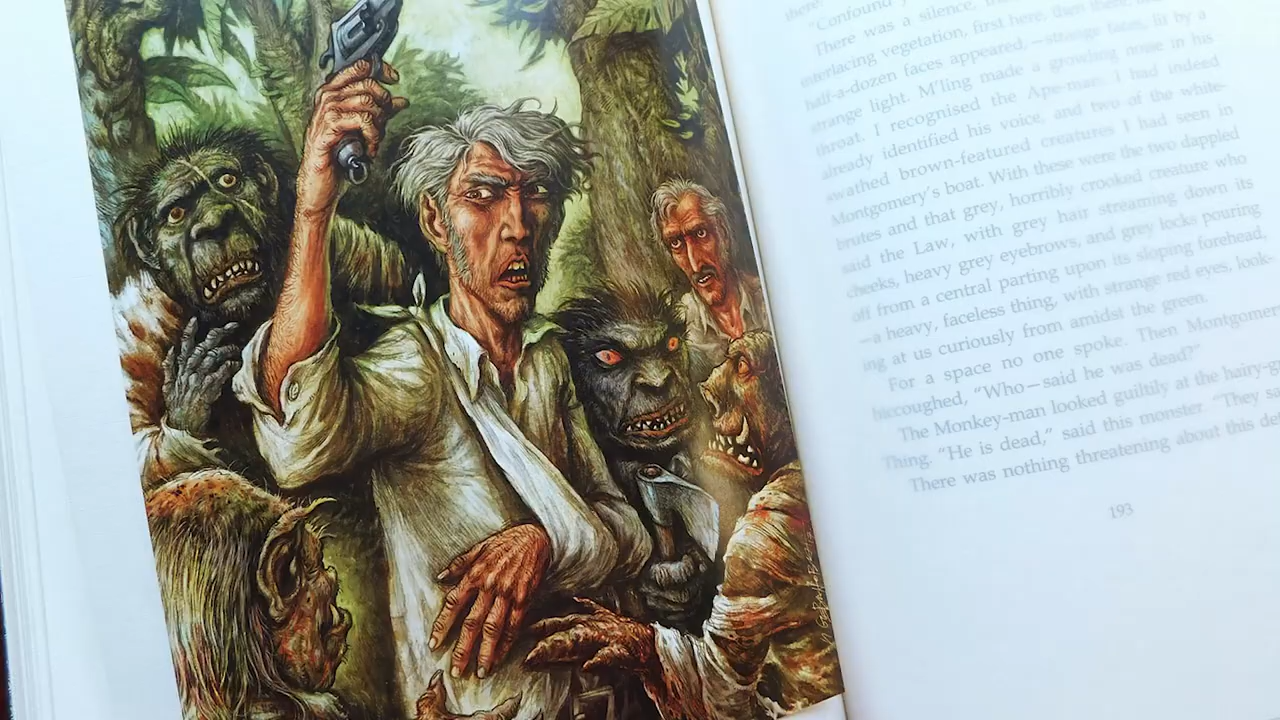 there
"Confound
There was a silence,
interlacing vegetation, first here, then there,
half-a-dozen faces appeared,—strange faces, lit by a
strange light. M'ling made a growling noise in his
throat. I recognised the Ape-man: I had indeed
already identified his voice, and two of the white-
swathed brown-featured creatures I had seen in
Montgomery's boat. With these were the two dappled
brutes and that grey, horribly crooked creature who
said the Law, with grey hair streaming down its
cheeks, heavy grey eyebrows, and grey locks pouring
off from a central parting upon its sloping forehead,
—a heavy, faceless thing, with strange red eyes, look-
ing at us curiously from amidst the green.
For a space no one spoke. Then Montgomer
hiccoughed, "Who—said he was dead?"
The Monkey-man looked guiltily at the hairy-g
Thing. "He is dead," said this monster. "They sa
There was nothing threatening about this de
193